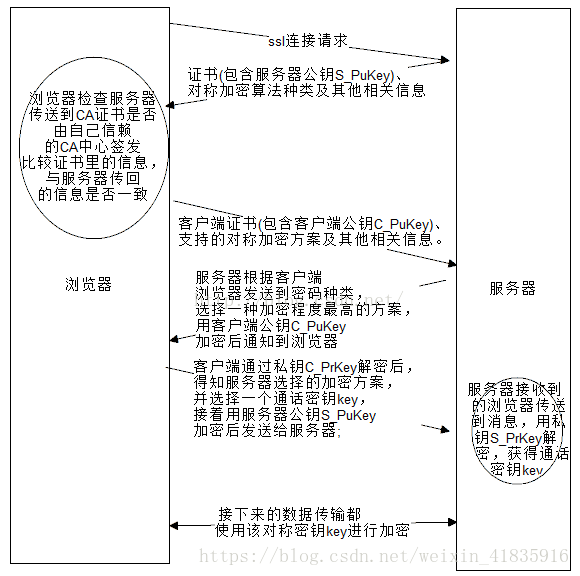 ssl连接请求
证书(包含服务器公钥S_PuKey)、
对称加密算法种类及其他相关信息
浏览器检查服务器
传送到CA证书是否
由自己信赖
的CA中心签发
比较证书里的信息，
与服务器传回
的信息是否一致
客户端证书(包含客户端公钥C_PuKey)、
支持的对称加密方案及其他相关信息。
浏览器
服务器
服务器根据客户端
浏览器发送到密码种类，
选择一种加密程度最高的方案，
用客户端公钥C_PuKey
加密后通知到浏览器
客户端通过私钥C_PrKey解密后，
得知服务器选择的加密方案，
并选择一个通话密钥key，
接着用服务器公钥S_PuKey
加密后发送给服务器;
服务器接收到
的浏览器传送
到消息，用私
钥S_PrKey解
密，获得通话
密钥key
接下来的数据传输都
使用该对称密钥key进行加密
https://blog.csdn.net/weixin_41835916